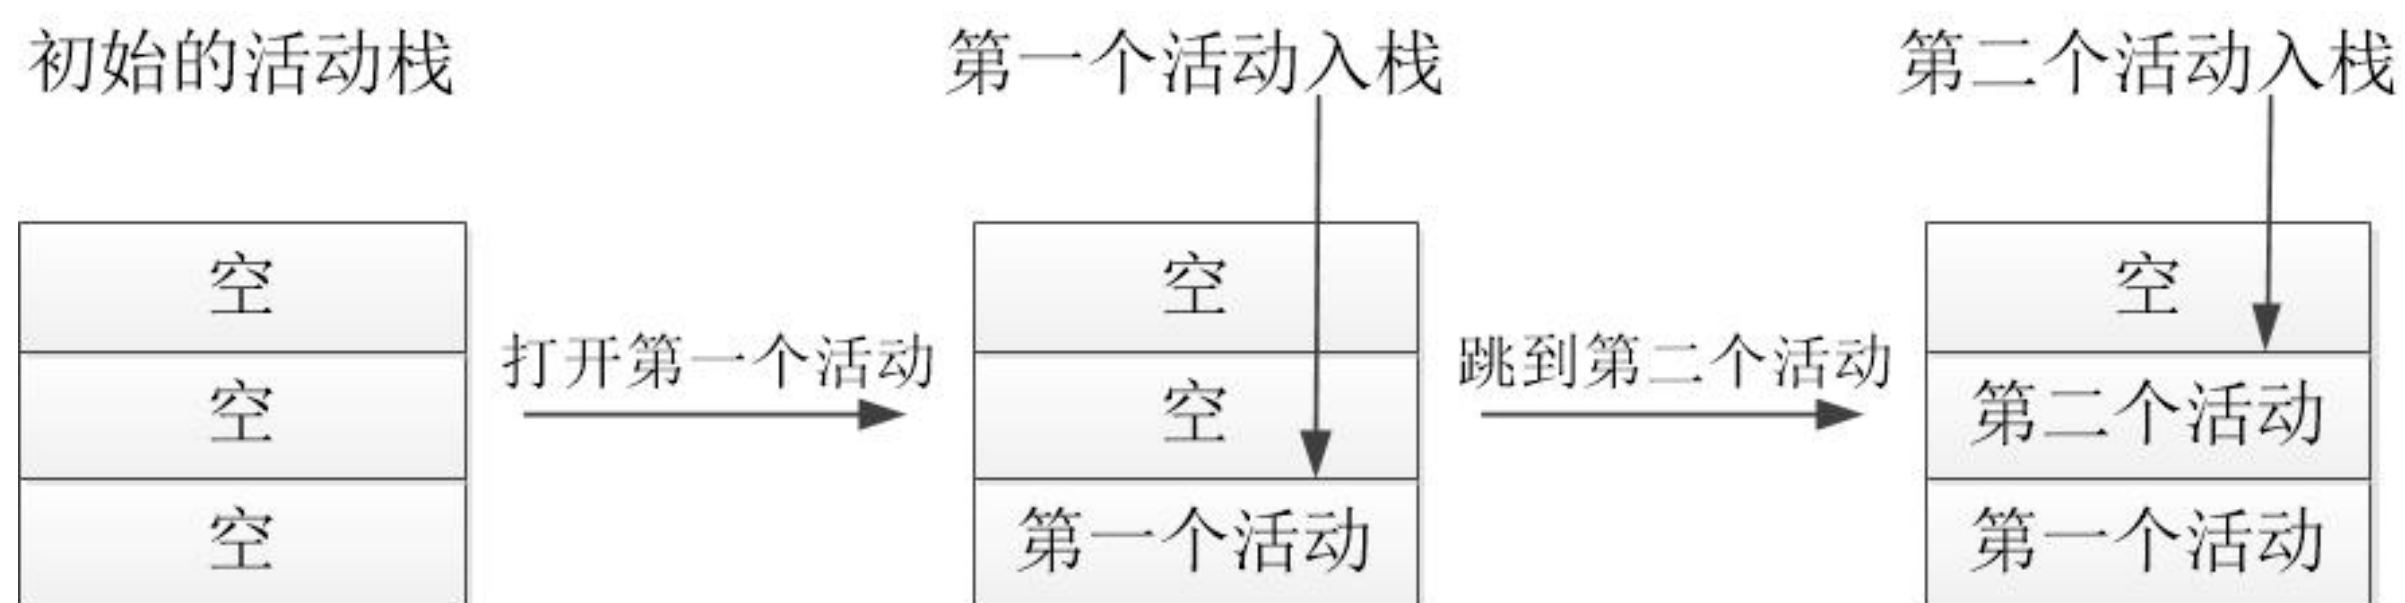 初始的活动栈
第一个活动入栈
第二个活动入栈
空
空
空
打开第一个活动
空
空
第一个活动
跳到第二个活动
空
第二个活动
第一个活动